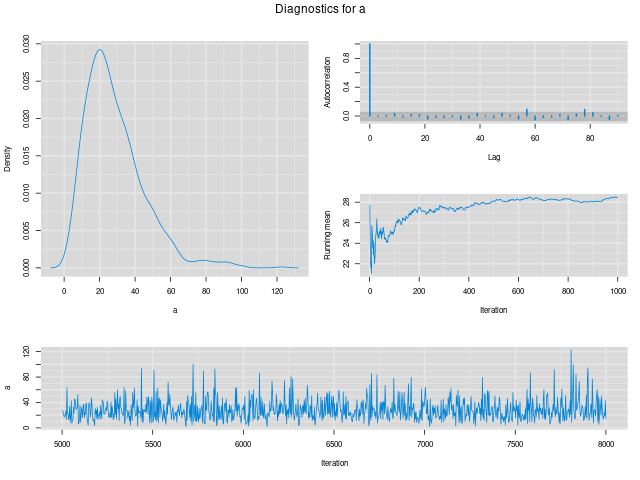 Diagnostics for a
Density
0.000 0.005 0.010 0.015 0.020 0.025 0.030
0 20 40 60 80 100 120
a
Autocorrelation
0.0 0.4 0.8
0 20 40 60 80
Lag
Running mean
22 24 26 28
0 200 400 600 800 1000
Iteration
a
0 40 80 120
5000 5500 6000 6500 7000 7500 8000
Iteration